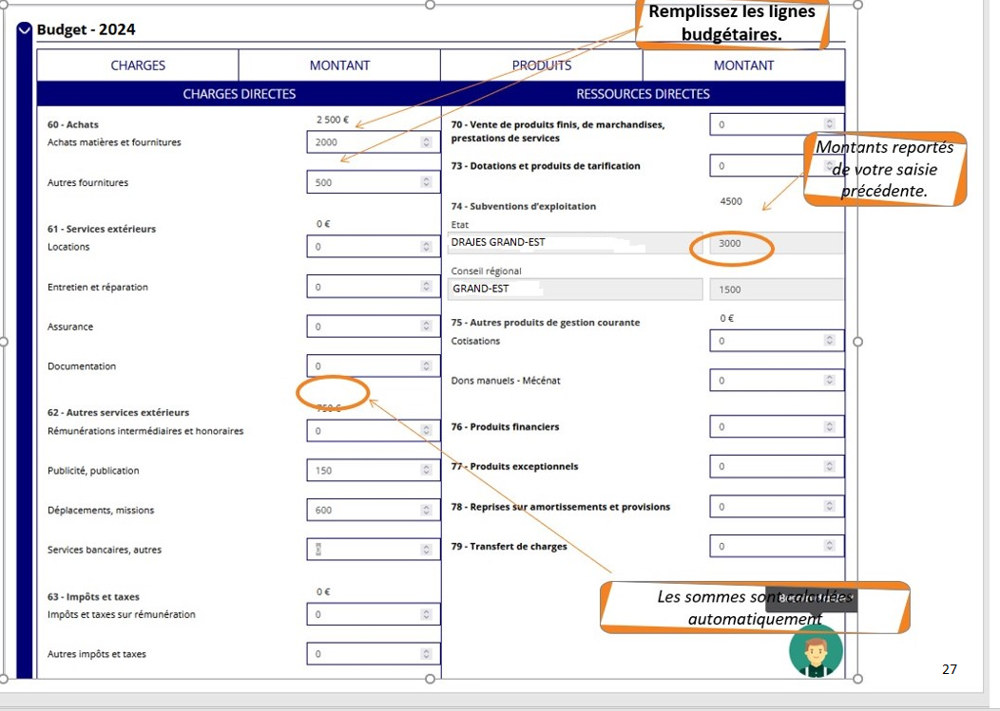 Remplissez les lignes
budgétaires.
Budget - 2024
CHARGES MONTANT PRODUITS MONTANT
CHARGES DIRECTES RESSOURCES DIRECTES
60 - Achats 2 500 €
Achats matières et fournitures 2000
Autres fournitures 500
61 - Services extérieurs 0 €
Locations 0
Entretien et réparation 0
Assurance 0
Documentation 0
62 - Autres services extérieurs 750 €
Rémunérations intermédiaires et honoraires 0
Publicité, publication 150
Déplacements, missions 600
Services bancaires, autres
63 - Impôts et taxes 0 €
Impôts et taxes sur rémunération 0
Autres impôts et taxes 0
70 - Vente de produits finis, de marchandises, 0
prestations de services
73 - Dotations et produits de tarification 0
Montants reportés
de votre saisie
précédente.
74 - Subventions d'exploitation 4500
Etat
DRAJES GRAND-EST 3000
Conseil régional
GRAND-EST 1500
75 - Autres produits de gestion courante 0 €
Cotisations 0
Dons manuels - Mécénat 0
76 - Produits financiers 0
77 - Produits exceptionnels 0
78 - Reprises sur amortissements et provisions 0
79 - Transfert de charges 0
Les sommes sont calculées
automatiquement
27